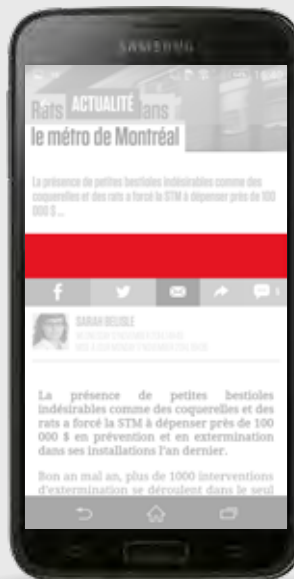 SAMSUNG
ACTUALITÉ
Rats dans
le métro de Montréal
La présence de petites bestioles indésirables comme des
coquerelles et des rats a forcé la STM à dépenser près de 100
000 $ ...
SARAH BELISLE
La présence de petites bestioles
indésirables comme des coquerelles et des
rats a forcé la STM à dépenser près de 100
000 $ en prévention et en extermination
dans ses installations l'an dernier.
Bon an mal an, plus de 1000 interventions
d'extermination se déroulent dans le seul